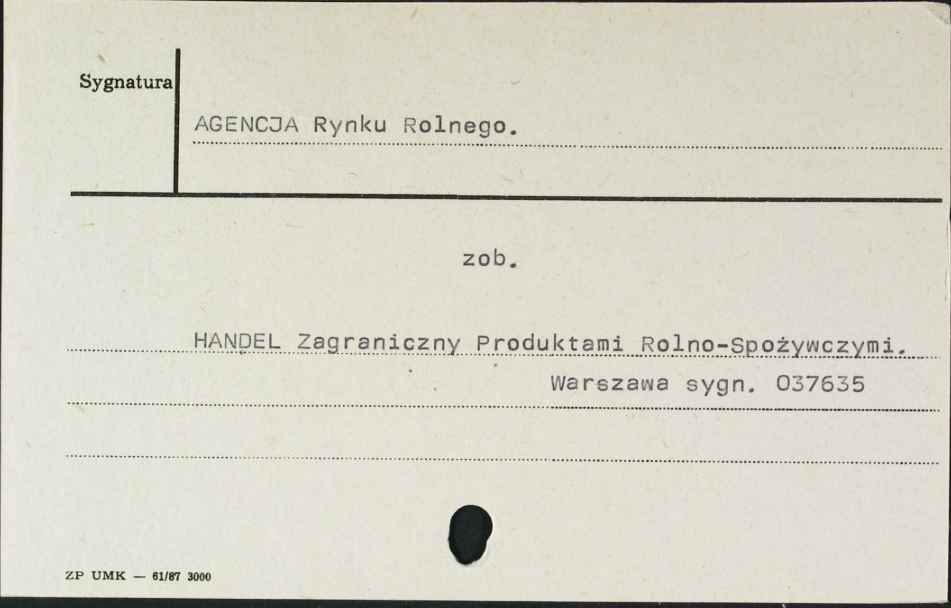 Sygnatura
AGENCJA Rynku Rolnego.
zob.
HANDEL Zagraniczny Produktami Rolno-Spożywczymi.
Warszawa sygn. 037635
ZP UMK — 61/87 3000